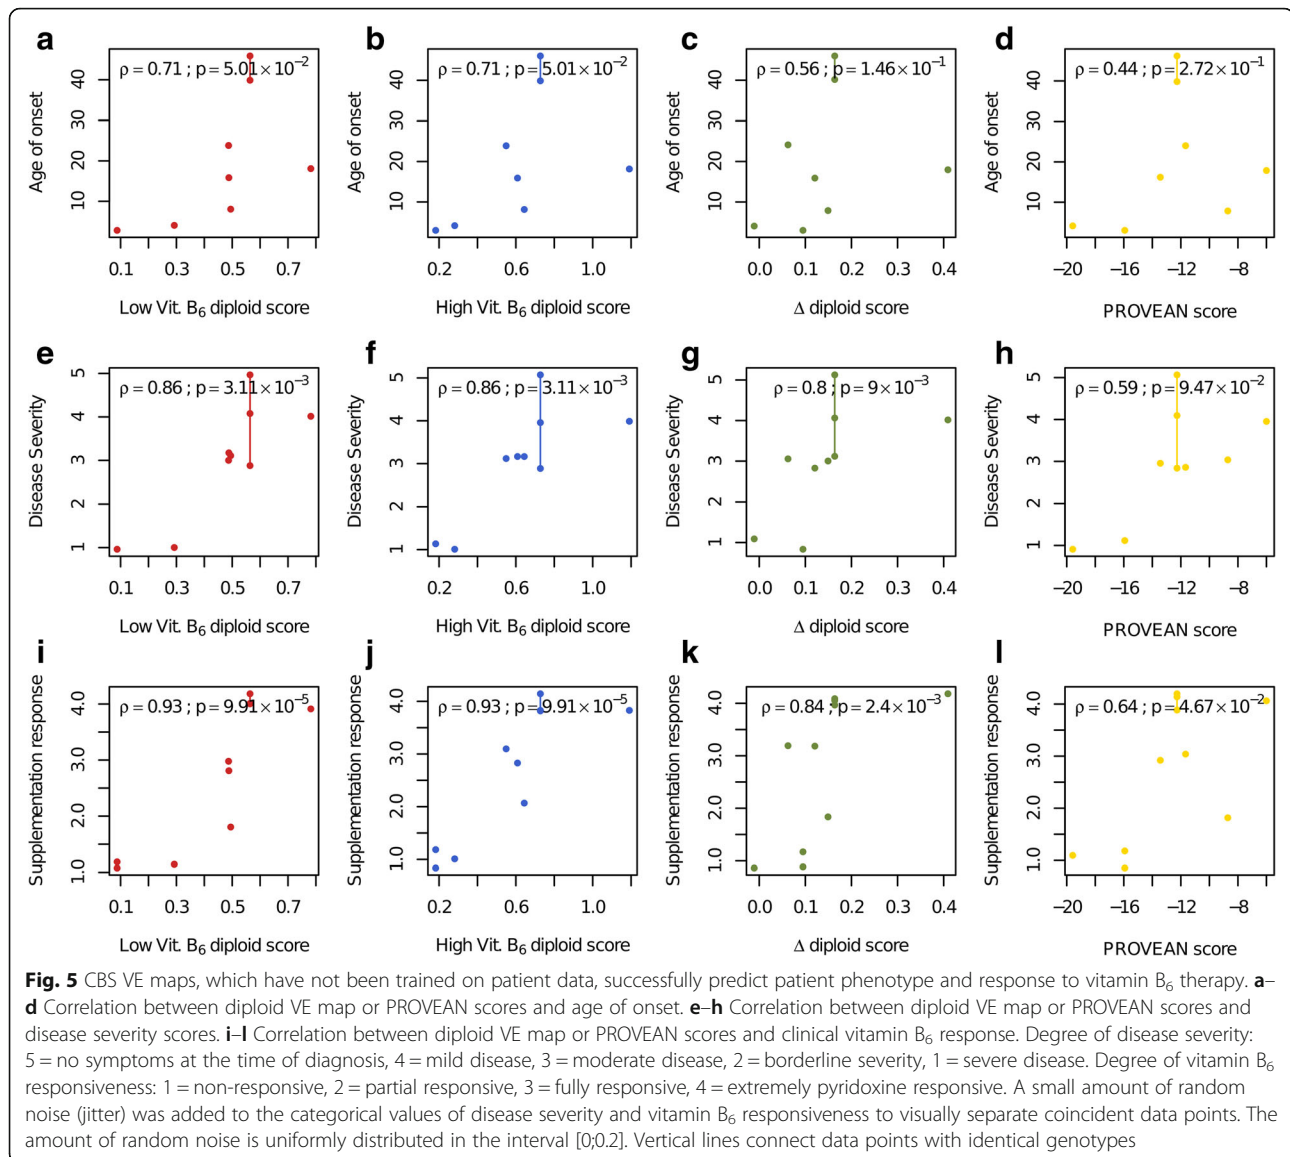 a b c d
ρ = 0.71 ; p = 5.01 × 10⁻² ρ = 0.71 ; p = 5.01 × 10⁻² ρ = 0.56 ; p = 1.46 × 10⁻¹ ρ = 0.44 ; p = 2.72 × 10⁻¹
Age of onset Age of onset Age of onset Age of onset
40 40 40 40
30 30 30 30
20 20 20 20
10 10 10 10
0.1 0.3 0.5 0.7 0.2 0.6 1.0 0.0 0.1 0.2 0.3 0.4 −20 −16 −12 −8
Low Vit. B₆ diploid score High Vit. B₆ diploid score Δ diploid score PROVEAN score
e f g h
ρ = 0.86 ; p = 3.11 × 10⁻³ ρ = 0.86 ; p = 3.11 × 10⁻³ ρ = 0.8 ; p = 9 × 10⁻³ ρ = 0.59 ; p = 9.47 × 10⁻²
Disease Severity Disease Severity Disease Severity Disease Severity
5 5 5 5
4 4 4 4
3 3 3 3
2 2 2 2
1 1 1 1
0.1 0.3 0.5 0.7 0.2 0.6 1.0 0.0 0.1 0.2 0.3 0.4 −20 −16 −12 −8
Low Vit. B₆ diploid score High Vit. B₆ diploid score Δ diploid score PROVEAN score
i j k l
ρ = 0.93 ; p = 9.91 × 10⁻⁵ ρ = 0.93 ; p = 9.91 × 10⁻⁵ ρ = 0.84 ; p = 2.4 × 10⁻³ ρ = 0.64 ; p = 4.67 × 10⁻²
Supplementation response Supplementation response Supplementation response Supplementation response
4.0 4.0 4.0 4.0
3.0 3.0 3.0 3.0
2.0 2.0 2.0 2.0
1.0 1.0 1.0 1.0
0.1 0.3 0.5 0.7 0.2 0.6 1.0 0.0 0.1 0.2 0.3 0.4 −20 −16 −12 −8
Low Vit. B₆ diploid score High Vit. B₆ diploid score Δ diploid score PROVEAN score
Fig. 5 CBS VE maps, which have not been trained on patient data, successfully predict patient phenotype and response to vitamin B₆ therapy. a–
d Correlation between diploid VE map or PROVEAN scores and age of onset. e–h Correlation between diploid VE map or PROVEAN scores and
disease severity scores. i–l Correlation between diploid VE map or PROVEAN scores and clinical vitamin B₆ response. Degree of disease severity:
5 = no symptoms at the time of diagnosis, 4 = mild disease, 3 = moderate disease, 2 = borderline severity, 1 = severe disease. Degree of vitamin B₆
responsiveness: 1 = non-responsive, 2 = partial responsive, 3 = fully responsive, 4 = extremely pyridoxine responsive. A small amount of random
noise (jitter) was added to the categorical values of disease severity and vitamin B₆ responsiveness to visually separate coincident data points. The
amount of random noise is uniformly distributed in the interval [0;0.2]. Vertical lines connect data points with identical genotypes